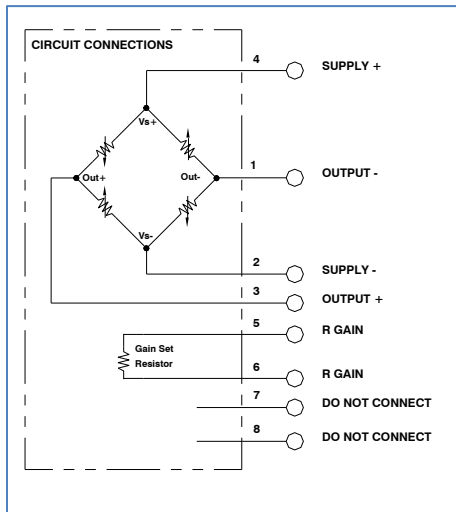 CIRCUIT CONNECTIONS
4 SUPPLY +
Vs+
Out+ Out- 1 OUTPUT -
Vs-
2 SUPPLY -
3 OUTPUT +
5 R GAIN
Gain Set
Resistor
6 R GAIN
7 DO NOT CONNECT
8 DO NOT CONNECT